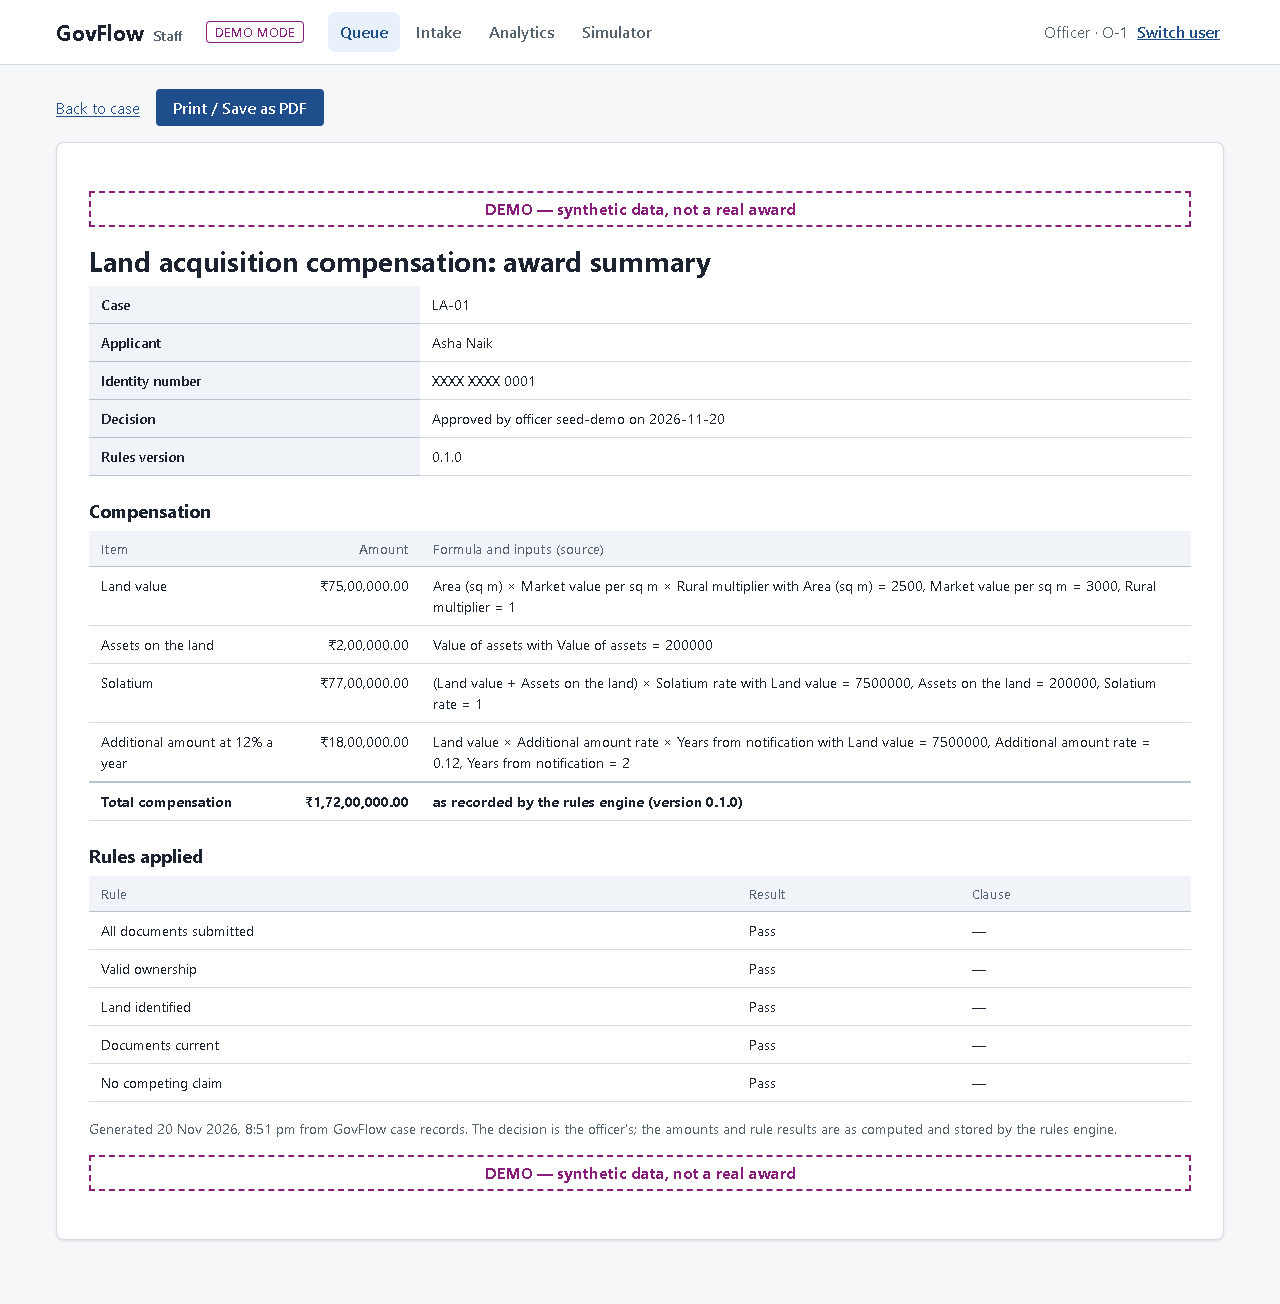 GovFlow Staff DEMO MODE Queue Intake Analytics Simulator Officer · O-1 Switch user
Back to case Print / Save as PDF
DEMO — synthetic data, not a real award
Land acquisition compensation: award summary
Case LA-01
Applicant Asha Naik
Identity number XXXX XXXX 0001
Decision Approved by officer seed-demo on 2026-11-20
Rules version 0.1.0
Compensation
Item Amount Formula and inputs (source)
Land value ₹75,00,000.00 Area (sq m) × Market value per sq m × Rural multiplier with Area (sq m) = 2500, Market value per sq m = 3000, Rural
multiplier = 1
Assets on the land ₹2,00,000.00 Value of assets with Value of assets = 200000
Solatium ₹77,00,000.00 (Land value + Assets on the land) × Solatium rate with Land value = 7500000, Assets on the land = 200000, Solatium
rate = 1
Additional amount at 12% a ₹18,00,000.00 Land value × Additional amount rate × Years from notification with Land value = 7500000, Additional amount rate =
year 0.12, Years from notification = 2
Total compensation ₹1,72,00,000.00 as recorded by the rules engine (version 0.1.0)
Rules applied
Rule Result Clause
All documents submitted Pass —
Valid ownership Pass —
Land identified Pass —
Documents current Pass —
No competing claim Pass —
Generated 20 Nov 2026, 8:51 pm from GovFlow case records. The decision is the officer's; the amounts and rule results are as computed and stored by the rules engine.
DEMO — synthetic data, not a real award